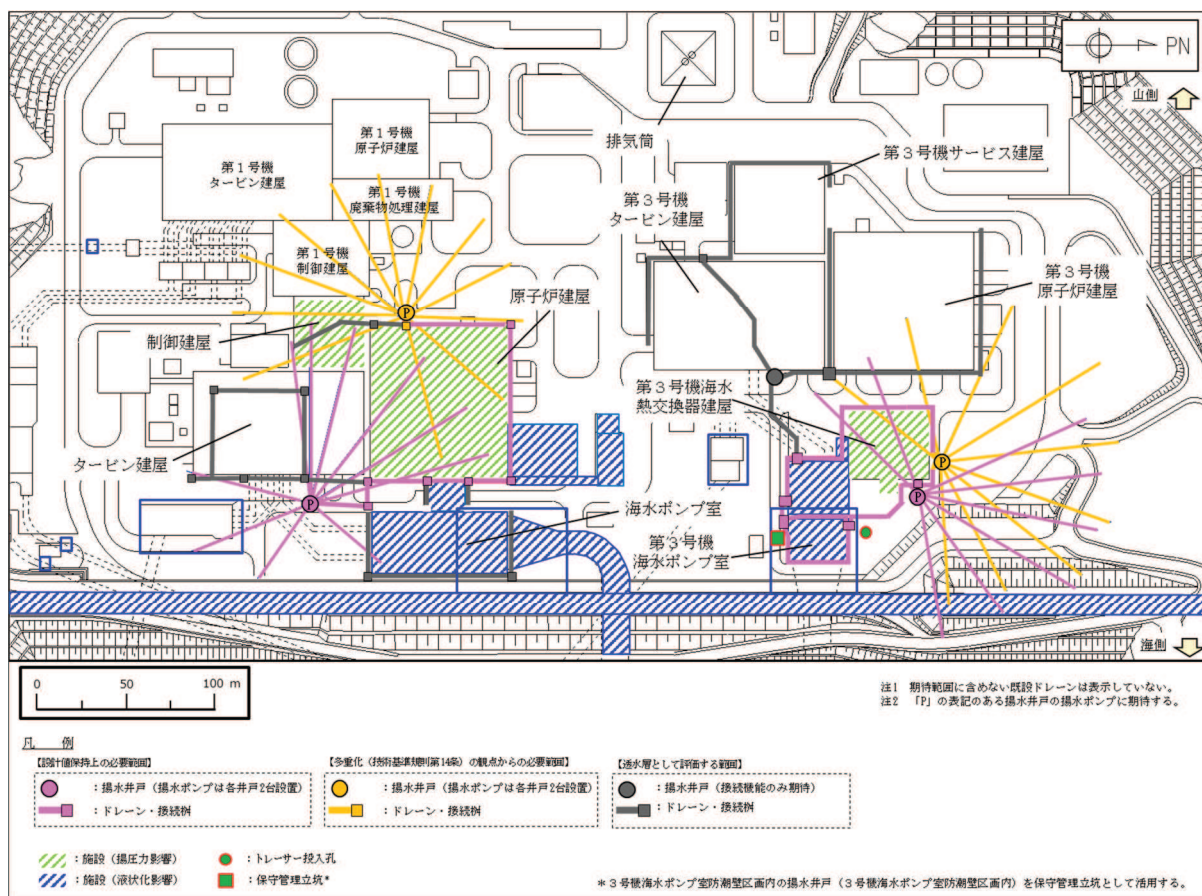 PN
山側
排気筒
第3号機サービス建屋
第1号機
原子炉建屋
第1号機
タービン建屋
第1号機
廃棄物処理建屋
第3号機
タービン建屋
第1号機
制御建屋
原子炉建屋
第3号機
原子炉建屋
P
制御建屋
第3号機海水
熱交換器建屋
タービン建屋
P
P
P
海水ポンプ室
第3号機
海水ポンプ室
海側
0 50 100 m
注1 期待範囲に含めない既設ドレーンは表示していない。
注2 「P」の表記のある揚水井戸の揚水ポンプに期待する。
凡 例
【設計値保持上の必要範囲】
：揚水井戸（揚水ポンプは各井戸2台設置）
：ドレーン・接続桝
【多重化（技術基準規則第14条）の観点からの必要範囲】
：揚水井戸（揚水ポンプは各井戸2台設置）
：ドレーン・接続桝
【透水層として評価する範囲】
：揚水井戸（接続機能のみ期待）
：ドレーン・接続桝
：施設（揚圧力影響）
：トレーサー投入孔
：施設（液状化影響）
：保守管理立坑*
*3号機海水ポンプ室防潮壁区画内の揚水井戸（3号機海水ポンプ室防潮壁区画内）を保守管理立坑として活用する。